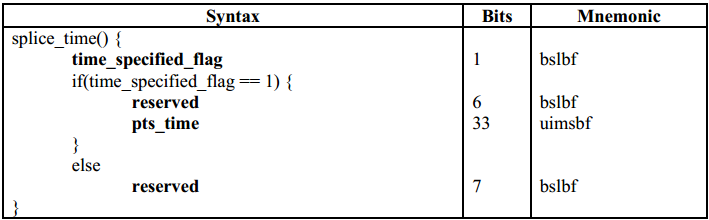 Syntax Bits Mnemonic
splice_time() {
time_specified_flag 1 bslbf
if(time_specified_flag == 1) {
reserved 6 bslbf
pts_time 33 uimsbf
}
else
reserved 7 bslbf
}